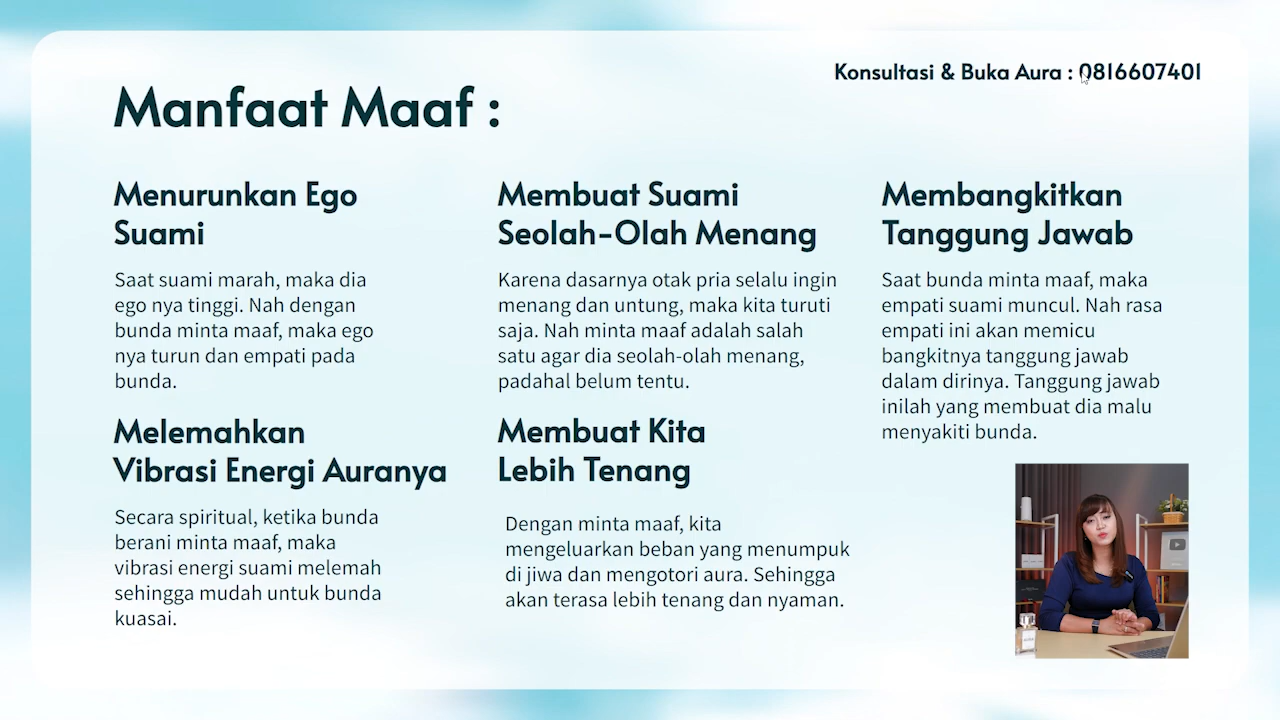 Konsultasi & Buka Aura : 0816607401
Manfaat Maaf :
Menurunkan Ego
Suami
Saat suami marah, maka dia
ego nya tinggi. Nah dengan
bunda minta maaf, maka ego
nya turun dan empati pada
bunda.
Membuat Suami
Seolah-Olah Menang
Karena dasarnya otak pria selalu ingin
menang dan untung, maka kita turuti
saja. Nah minta maaf adalah salah
satu agar dia seolah-olah menang,
padahal belum tentu.
Membangkitkan
Tanggung Jawab
Saat bunda minta maaf, maka
empati suami muncul. Nah rasa
empati ini akan memicu
bangkitnya tanggung jawab
dalam dirinya. Tanggung jawab
inilah yang membuat dia malu
menyakiti bunda.
Melemahkan
Vibrasi Energi Auranya
Secara spiritual, ketika bunda
berani minta maaf, maka
vibrasi energi suami melemah
sehingga mudah untuk bunda
kuasai.
Membuat Kita
Lebih Tenang
Dengan minta maaf, kita
mengeluarkan beban yang menumpuk
di jiwa dan mengotori aura. Sehingga
akan terasa lebih tenang dan nyaman.